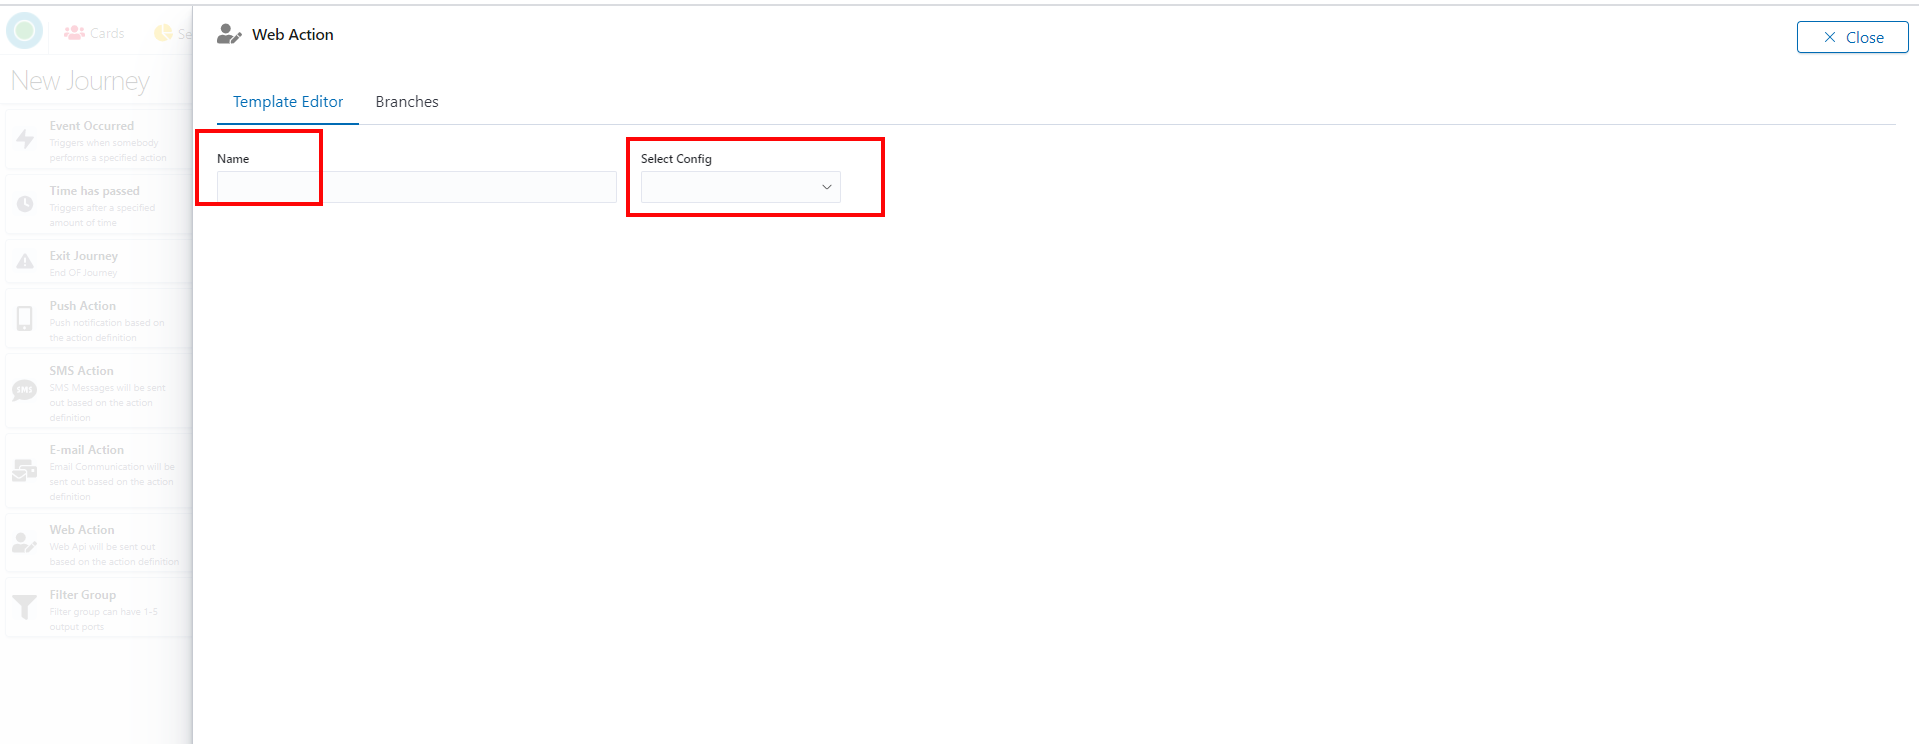 Cards
Se
New Journey
Event Occurred
Triggers when somebody
performs a specified action
Time has passed
Triggers after a specified
amount of time
Exit Journey
End OF Journey
Push Action
Push notification based on
the action definition
SMS
SMS Action
SMS Messages will be sent
out based on the action
definition
E-mail Action
Email Communication will be
sent out based on the action
definition
Web Action
Web Api will be sent out
based on the action definition
Filter Group
Filter group can have 1-5
output ports
Web Action
Close
Template Editor
Branches
Name
Select Config